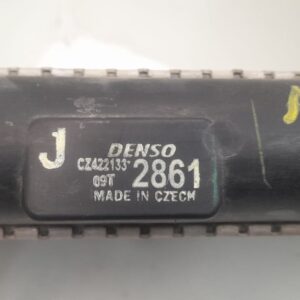 J DENSO
CZ422133-2861
09T
MADE IN CZECH